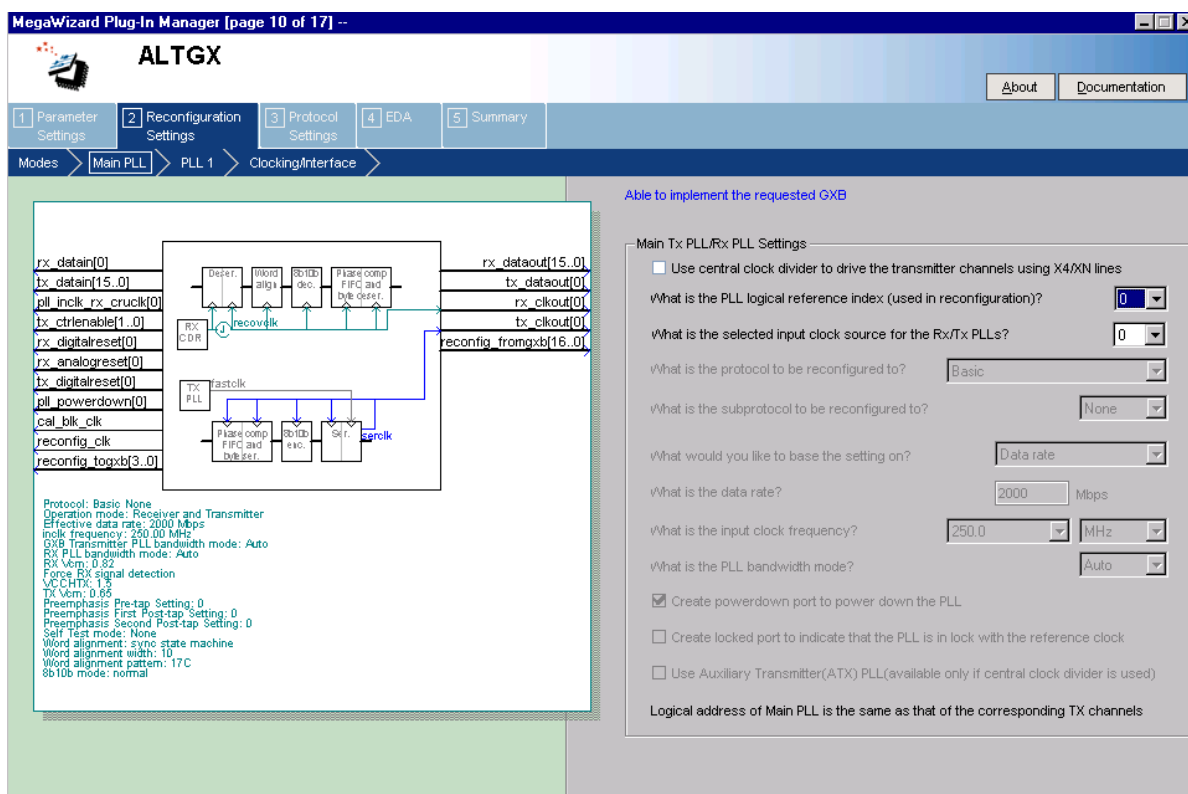 MegaWizard Plug-In Manager [page 10 of 17] --
ALTGX
About
Documentation
1 Parameter Settings
2 Reconfiguration Settings
3 Protocol Settings
4 EDA
5 Summary
Modes
Main PLL
PLL 1
Clocking/Interface
Able to implement the requested GXB
rx_datain[0]
tx_datain[15..0]
pll_inclk_rx_cruclk[0]
tx_ctrlenable[1..0]
rx_digitalreset[0]
rx_analogreset[0]
tx_digitalreset[0]
pll_powerdown[0]
cal_blk_clk
reconfig_clk
reconfig_togxb[3..0]
Deser.
Word align.
8b10b dec.
Phase comp FIFO and byte deser.
RX CDR
recovclk
TX PLL
fastclk
Phase comp FIFO and byte ser.
8b10b enc.
Ser.
serclk
rx_dataout[15..0]
tx_dataout[0]
rx_clkout[0]
tx_clkout[0]
reconfig_fromgxb[16..0]
Protocol: Basic None
Operation mode: Receiver and Transmitter
Effective data rate: 2000 Mbps
inclk frequency: 250.00 MHz
GXB Transmitter PLL bandwidth mode: Auto
RX PLL bandwidth mode: Auto
RX Vcm: 0.82
Force RX signal detection
VCCHTX: 1.5
TX Vcm: 0.65
Preemphasis Pre-tap Setting: 0
Preemphasis First Post-tap Setting: 0
Preemphasis Second Post-tap Setting: 0
Self Test mode: None
Word alignment: sync state machine
Word alignment width: 10
Word alignment pattern: 17C
8b10b mode: normal
Main Tx PLL/Rx PLL Settings
Use central clock divider to drive the transmitter channels using X4/XN lines
What is the PLL logical reference index (used in reconfiguration)? 0
What is the selected input clock source for the Rx/Tx PLLs? 0
What is the protocol to be reconfigured to? Basic
What is the subprotocol to be reconfigured to? None
What would you like to base the setting on? Data rate
What is the data rate? 2000 Mbps
What is the input clock frequency? 250.0 MHz
What is the PLL bandwidth mode? Auto
Create powerdown port to power down the PLL
Create locked port to indicate that the PLL is in lock with the reference clock
Use Auxiliary Transmitter(ATX) PLL(available only if central clock divider is used)
Logical address of Main PLL is the same as that of the corresponding TX channels